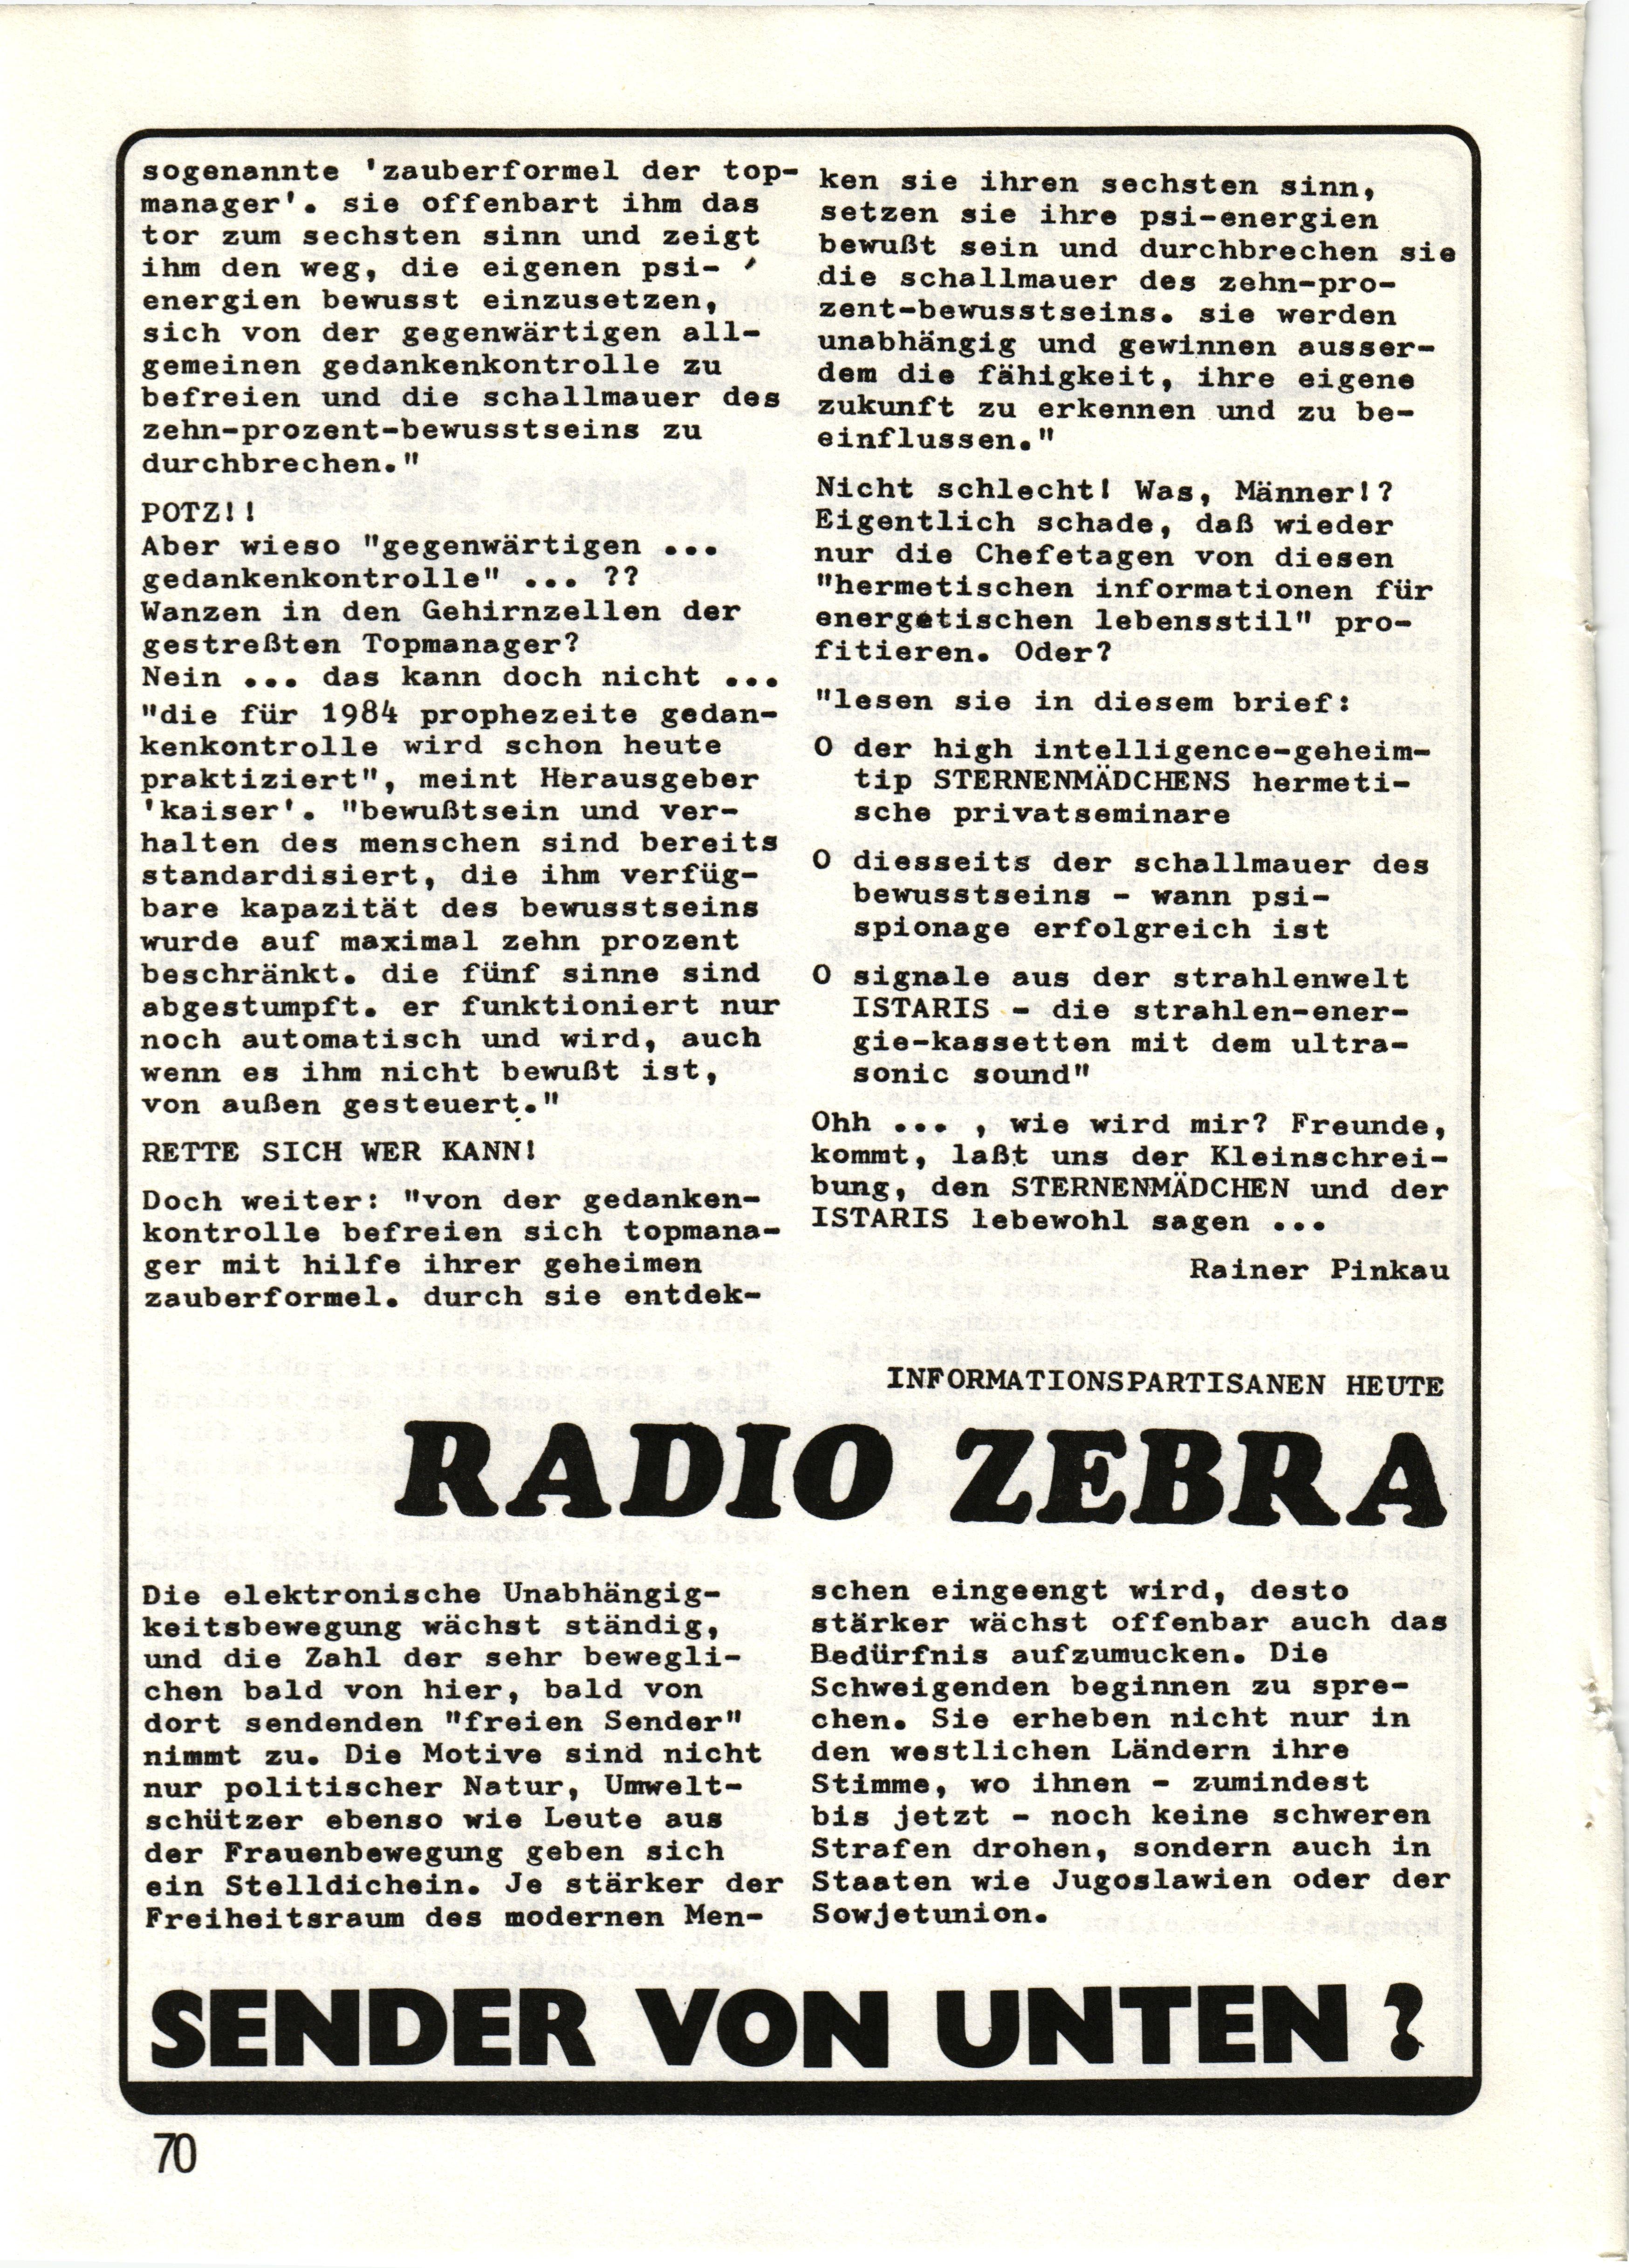 sogenannte 'zauberformel der top-
manager'. sie offenbart ihm das
tor zum sechsten sinn und zeigt
ihm den weg, die eigenen psi-
energien bewusst einzusetzen,
sich von der gegenwärtigen all-
gemeinen gedankenkontrolle zu
befreien und die schallmauer des
zehn-prozent-bewusstseins zu
durchbrechen."
POTZ!!
Aber wieso "gegenwärtigen ...
gedankenkontrolle" ... ??
Wanzen in den Gehirnzellen der
gestreßten Topmanager?
Nein ... das kann doch nicht ...
"die für 1984 prophezeite gedan-
kenkontrolle wird schon heute
praktiziert", meint Herausgeber
'kaiser'. "bewußtsein und ver-
halten des menschen sind bereits
standardisiert, die ihm verfüg-
bare kapazität des bewusstseins
wurde auf maximal zehn prozent
beschränkt. die fünf sinne sind
abgestumpft. er funktioniert nur
noch automatisch und wird, auch
wenn es ihm nicht bewußt ist,
von außen gesteuert."
RETTE SICH WER KANN!
Doch weiter: "von der gedanken-
kontrolle befreien sich topmana-
ger mit hilfe ihrer geheimen
zauberformel. durch sie entdek-
ken sie ihren sechsten sinn,
setzen sie ihre psi-energien
bewußt sein und durchbrechen sie
die schallmauer des zehn-pro-
zent-bewusstseins. sie werden
unabhängig und gewinnen ausser-
dem die fähigkeit, ihre eigene
zukunft zu erkennen und zu be-
einflussen."
Nicht schlecht! Was, Männer!?
Eigentlich schade, daß wieder
nur die Chefetagen von diesen
"hermetischen informationen für
energetischen lebensstil" pro-
fitieren. Oder?
"lesen sie in diesem brief:
O der high intelligence-geheim-
tip STERNENMÄDCHENS hermeti-
sche privatseminare
O diesseits der schallmauer des
bewusstseins - wann psi-
spionage erfolgreich ist
O signale aus der strahlenwelt
ISTARIS - die strahlen-ener-
gie-kassetten mit dem ultra-
sonic sound"
Ohh ... , wie wird mir? Freunde,
kommt, laßt uns der Kleinschrei-
bung, den STERNENMÄDCHEN und der
ISTARIS lebewohl sagen ...
Rainer Pinkau
INFORMATIONSPARTISANEN HEUTE
RADIO ZEBRA
Die elektronische Unabhängig-
keitsbewegung wächst ständig,
und die Zahl der sehr bewegli-
chen bald von hier, bald von
dort sendenden "freien Sender"
nimmt zu. Die Motive sind nicht
nur politischer Natur, Umwelt-
schützer ebenso wie Leute aus
der Frauenbewegung geben sich
ein Stelldichein. Je stärker der
Freiheitsraum des modernen Men-
schen eingeengt wird, desto
stärker wächst offenbar auch das
Bedürfnis aufzumucken. Die
Schweigenden beginnen zu spre-
chen. Sie erheben nicht nur in
den westlichen Ländern ihre
Stimme, wo ihnen - zumindest
bis jetzt - noch keine schweren
Strafen drohen, sondern auch in
Staaten wie Jugoslawien oder der
Sowjetunion.
SENDER VON UNTEN ?
70